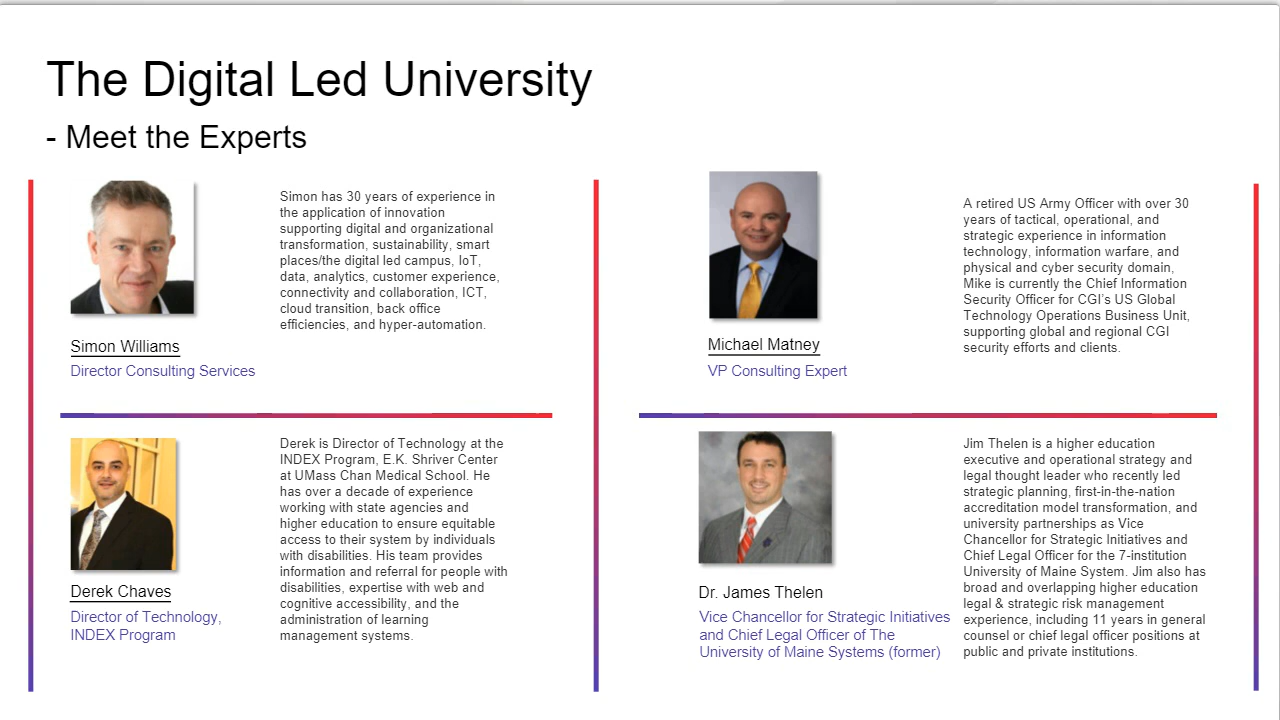 The Digital Led University
- Meet the Experts
Simon has 30 years of experience in
the application of innovation
supporting digital and organizational
transformation, sustainability, smart
places/the digital led campus, IoT,
data, analytics, customer experience,
connectivity and collaboration, ICT,
cloud transition, back office
efficiencies, and hyper-automation.
Simon Williams
Director Consulting Services
A retired US Army Officer with over 30
years of tactical, operational, and
strategic experience in information
technology, information warfare, and
physical and cyber security domain,
Mike is currently the Chief Information
Security Officer for CGI's US Global
Technology Operations Business Unit,
supporting global and regional CGI
security efforts and clients.
Michael Matney
VP Consulting Expert
Derek is Director of Technology at the
INDEX Program, E.K. Shriver Center
at UMass Chan Medical School. He
has over a decade of experience
working with state agencies and
higher education to ensure equitable
access to their system by individuals
with disabilities. His team provides
information and referral for people with
disabilities, expertise with web and
cognitive accessibility, and the
administration of learning
management systems.
Derek Chaves
Director of Technology,
INDEX Program
Jim Thelen is a higher education
executive and operational strategy and
legal thought leader who recently led
strategic planning, first-in-the-nation
accreditation model transformation, and
university partnerships as Vice
Chancellor for Strategic Initiatives and
Chief Legal Officer for the 7-institution
University of Maine System. Jim also has
broad and overlapping higher education
legal & strategic risk management
experience, including 11 years in general
counsel or chief legal officer positions at
public and private institutions.
Dr. James Thelen
Vice Chancellor for Strategic Initiatives
and Chief Legal Officer of The
University of Maine Systems (former)